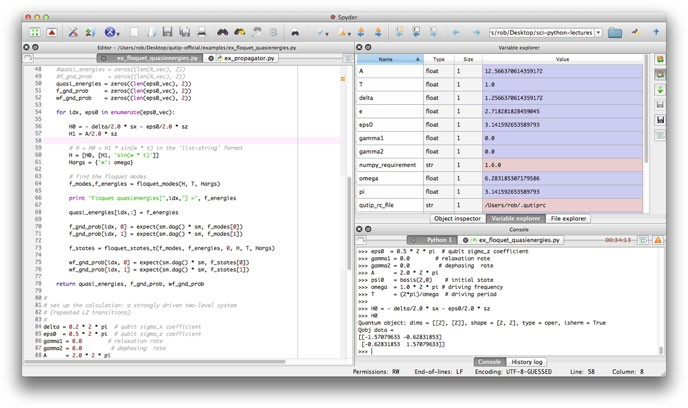 Spyder
s/rob/Desktop/sci-python-lectures
Editor - /Users/rob/Desktop/qutip-official/examples/ex_floquet_quasienergies.py
ex_floquet_quasienergies.py
ex_propagator.py
48 #quasi_energies = zeros((len(A_vec), 2))
49 #f_gnd_prob = zeros((len(A_vec), 2))
50 quasi_energies = zeros((len(eps0_vec), 2))
51 f_gnd_prob = zeros((len(eps0_vec), 2))
52 wf_gnd_prob = zeros((len(eps0_vec), 2))
53
54 for idx, eps0 in enumerate(eps0_vec):
55
56 H0 = - delta/2.0 * sx - eps0/2.0 * sz
57 H1 = A/2.0 * sz
58
59 # H = H0 + H1 * sin(w * t) in the 'list-string' format
60 H = [H0, [H1, 'sin(w * t)']]
61 Hargs = {'w': omega}
62
63 # find the floquet modes
64 f_modes,f_energies = floquet_modes(H, T, Hargs)
65
66 print "Floquet quasienergies[",idx,"] =", f_energies
67
68 quasi_energies[idx,:] = f_energies
69
70 f_gnd_prob[idx, 0] = expect(sm.dag() * sm, f_modes[0])
71 f_gnd_prob[idx, 1] = expect(sm.dag() * sm, f_modes[1])
72
73 f_states = floquet_states_t(f_modes, f_energies, 0, H, T, Hargs)
74
75 wf_gnd_prob[idx, 0] = expect(sm.dag() * sm, f_states[0])
76 wf_gnd_prob[idx, 1] = expect(sm.dag() * sm, f_states[1])
77
78 return quasi_energies, f_gnd_prob, wf_gnd_prob
79
80 #
81 # set up the calculation: a strongly driven two-level system
82 # (repeated LZ transitions)
83 #
84 delta = 0.2 * 2 * pi # qubit sigma_x coefficient
85 eps0 = 0.5 * 2 * pi # qubit sigma_z coefficient
86 gamma1 = 0.0 # relaxation rate
87 gamma2 = 0.0 # dephasing rate
88 A = 2.0 * 2 * pi
Variable explorer
Name Type Size Value
A float 1 12.566370614359172
T float 1 1.0
delta float 1 1.2566370614359172
e float 1 2.718281828459045
eps0 float 1 3.141592653589793
gamma1 float 1 0.0
gamma2 float 1 0.0
numpy_requirement str 1 1.6.0
omega float 1 6.283185307179586
pi float 1 3.141592653589793
qutip_rc_file str 1 /Users/rob/.qutiprc
Object inspector Variable explorer File explorer
Console
Python 1
ex_floquet_quasienergies.py
00:34:13
>>> eps0 = 0.5 * 2 * pi # qubit sigma_z coefficient
>>> gamma1 = 0.0 # relaxation rate
>>> gamma2 = 0.0 # dephasing rate
>>> A = 2.0 * 2 * pi
>>> psi0 = basis(2,0) # initial state
>>> omega = 1.0 * 2 * pi # driving frequency
>>> T = (2*pi)/omega # driving period
>>>
>>> H0 = - delta/2.0 * sx - eps0/2.0 * sz
>>> H0
Quantum object: dims = [[2], [2]], shape = [2, 2], type = oper, isherm = True
Qobj data =
[[-1.57079633 -0.62831853]
[-0.62831853 1.57079633]]
>>>
Console History log
Permissions: RW End-of-lines: LF Encoding: UTF-8-GUESSED Line: 58 Column: 8